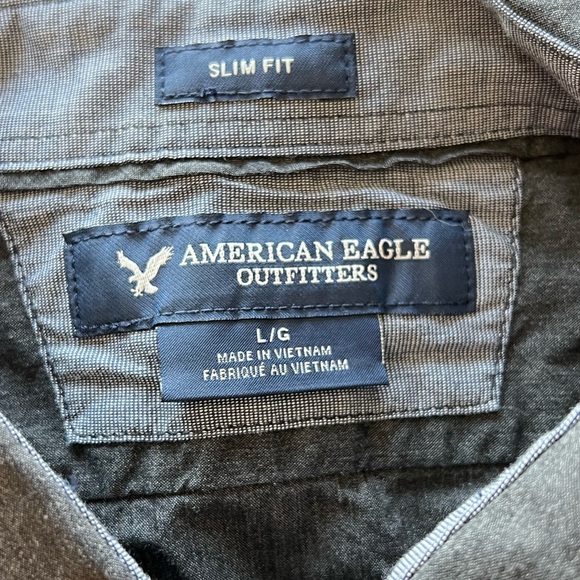 SLIM FIT
AMERICAN EAGLE
OUTFITTERS
L/G
MADE IN VIETNAM
FABRIQUÉ AU VIETNAM